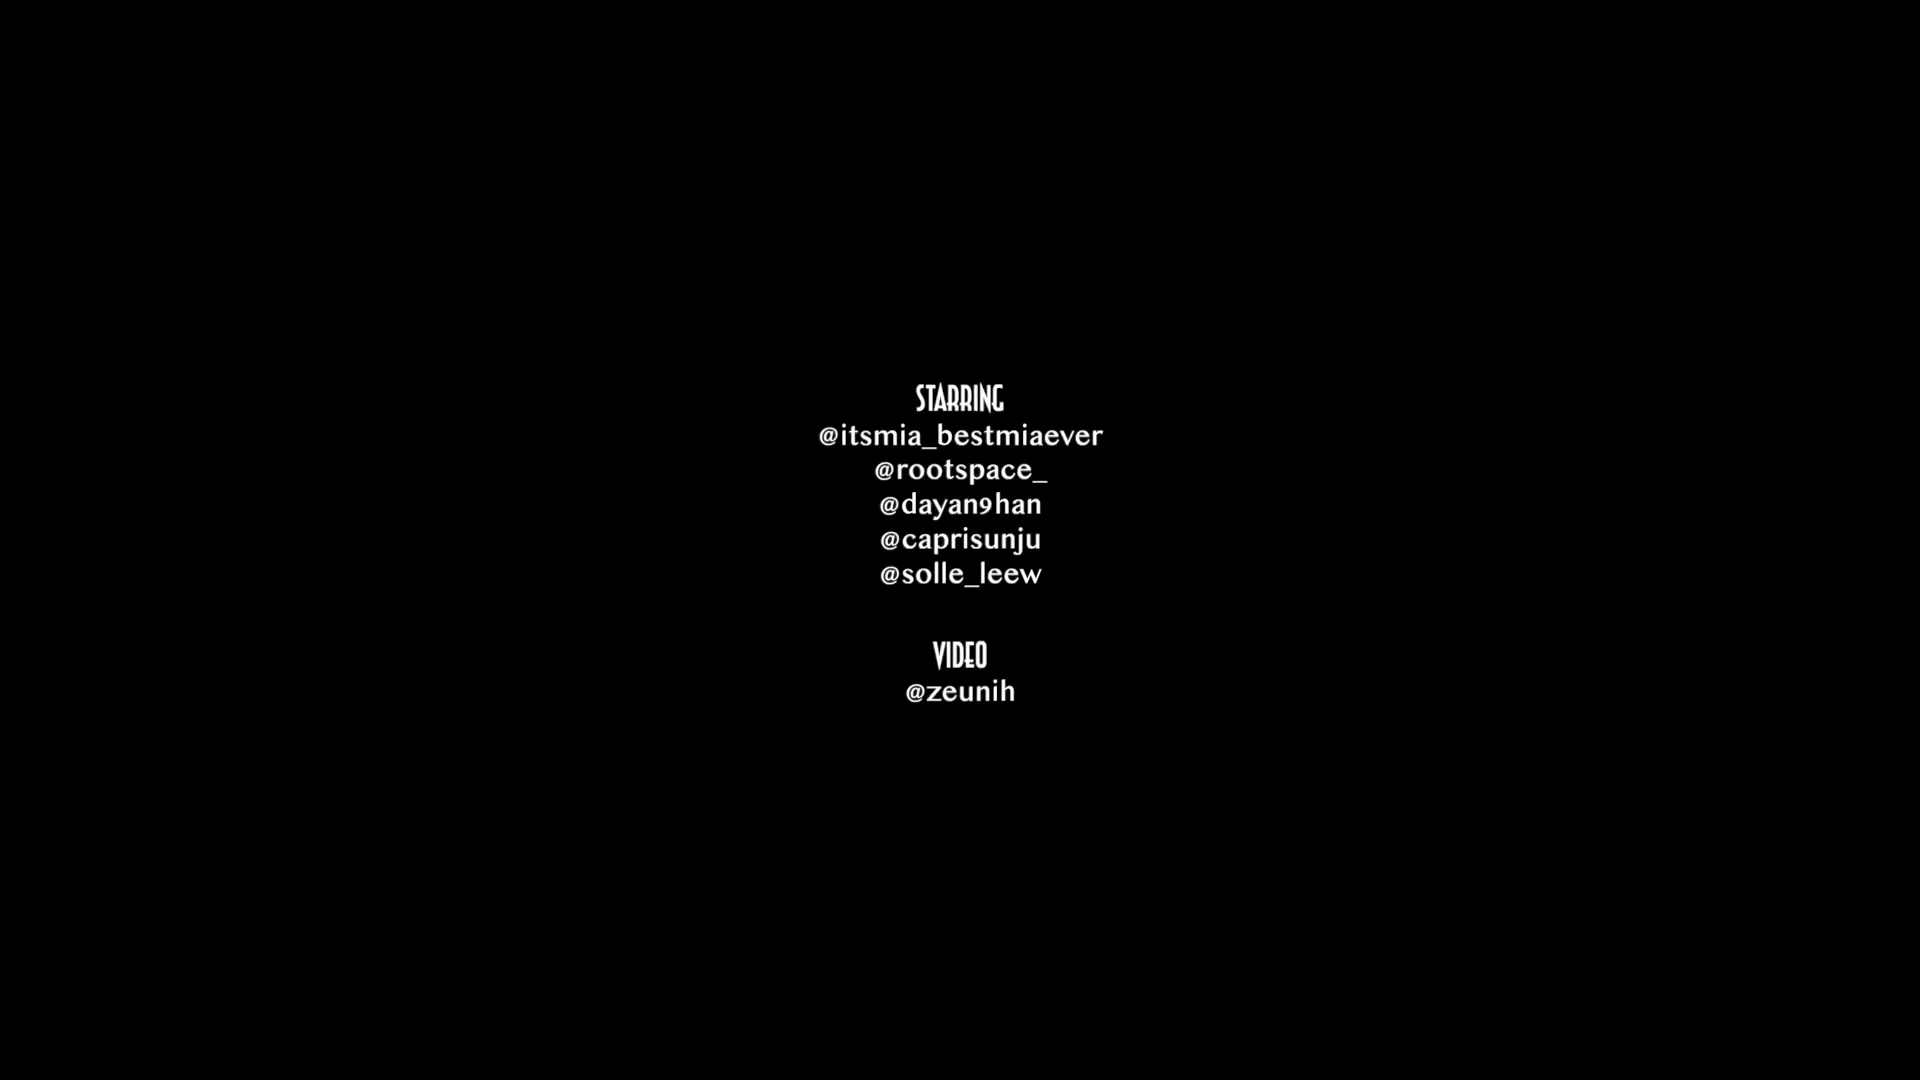 STARRING
@itsmia_bestmiaever
@rootspace_
@dayan9han
@caprisunju
@solle_leew
VIDEO
@zeunih